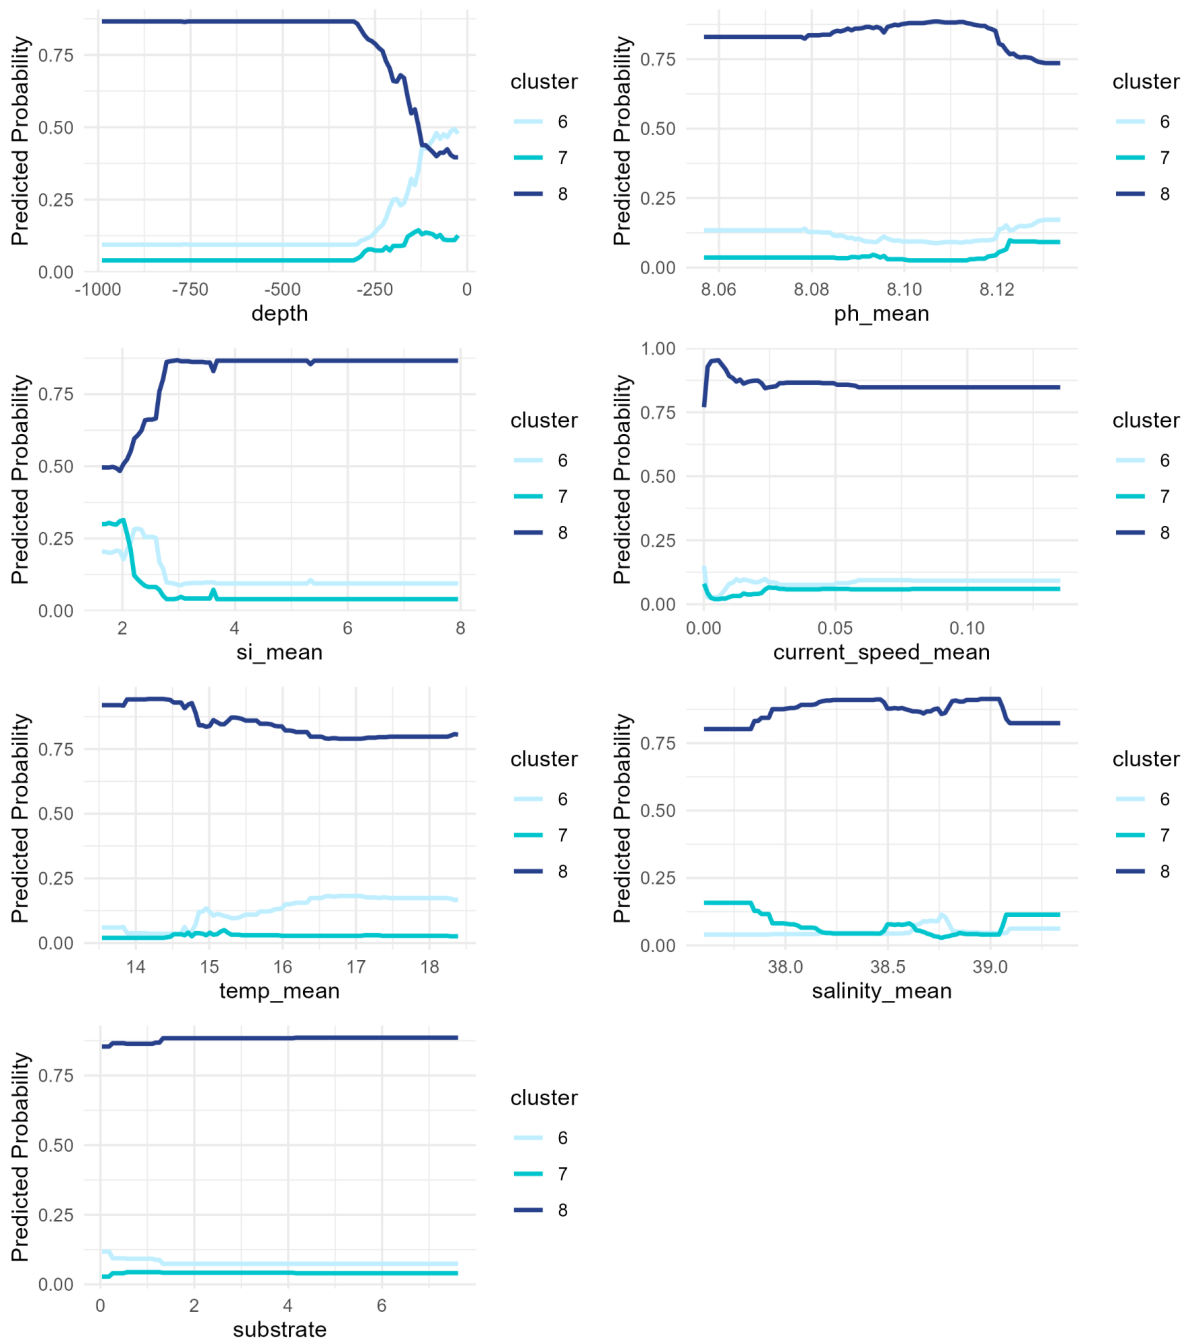 Predicted Probability
0.75
0.50
0.25
0.00
-1000 -750 -500 -250 0
depth
cluster
6
7
8
Predicted Probability
0.75
0.50
0.25
0.00
8.06 8.08 8.10 8.12
ph_mean
cluster
6
7
8
Predicted Probability
0.75
0.50
0.25
0.00
2 4 6 8
si_mean
cluster
6
7
8
Predicted Probability
1.00
0.75
0.50
0.25
0.00
0.00 0.05 0.10
current_speed_mean
cluster
6
7
8
Predicted Probability
0.75
0.50
0.25
0.00
14 15 16 17 18
temp_mean
cluster
6
7
8
Predicted Probability
0.75
0.50
0.25
0.00
38.0 38.5 39.0
salinity_mean
cluster
6
7
8
Predicted Probability
0.75
0.50
0.25
0.00
0 2 4 6
substrate
cluster
6
7
8